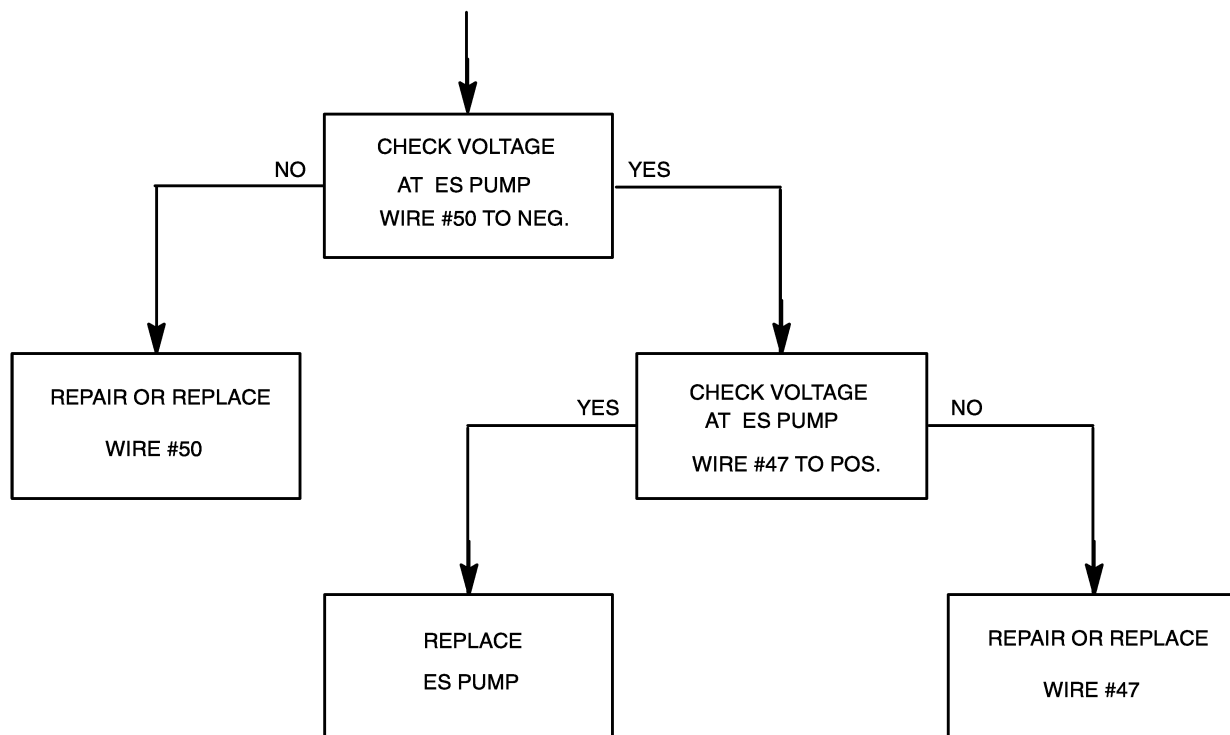 CHECK VOLTAGE
AT ES PUMP
WIRE #50 TO NEG.
NO
YES
REPAIR OR REPLACE
WIRE #50
CHECK VOLTAGE
AT ES PUMP
WIRE #47 TO POS.
YES
NO
REPLACE
ES PUMP
REPAIR OR REPLACE
WIRE #47